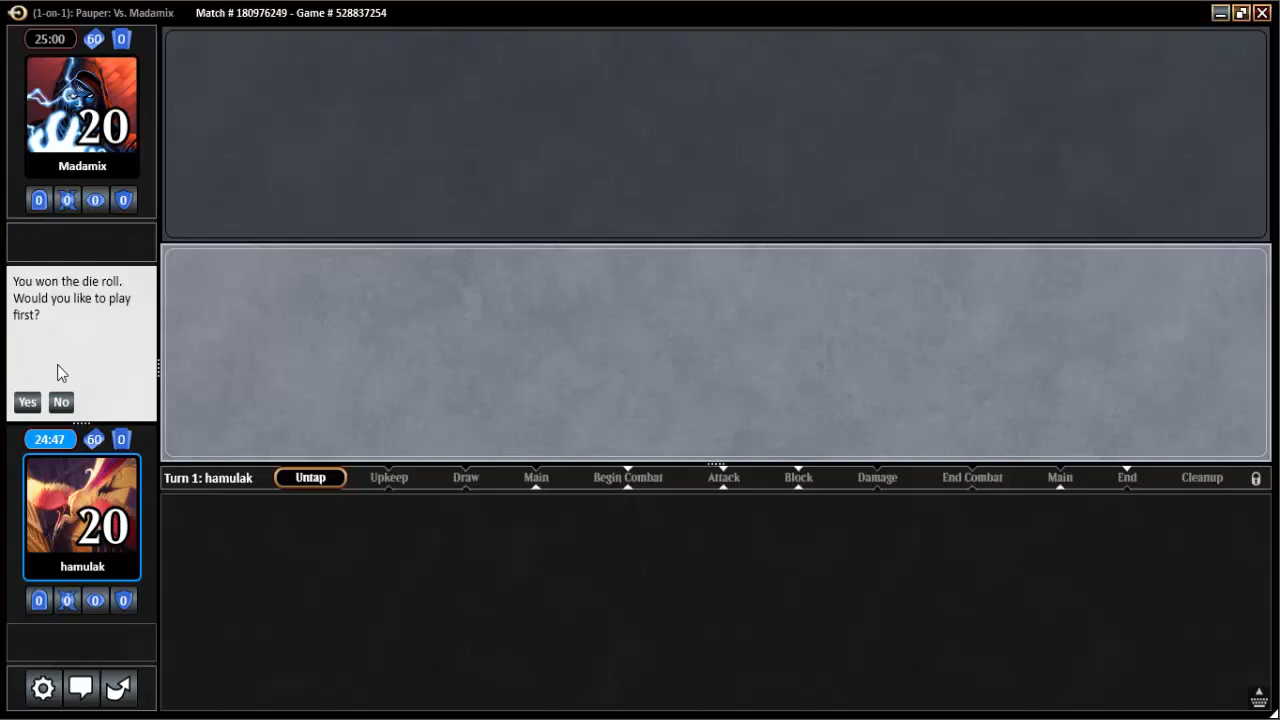 (1-on-1): Pauper: Vs. Madamix Match # 180976249 - Game # 528837254
25:00 60 0
20
Madamix
0 0 0 0
You won the die roll.
Would you like to play
first?
Yes No
24:47 60 0
Turn 1: hamulak Untap Upkeep Draw Main Begin Combat Attack Block Damage End Combat Main End Cleanup
20
hamulak
0 0 0 0